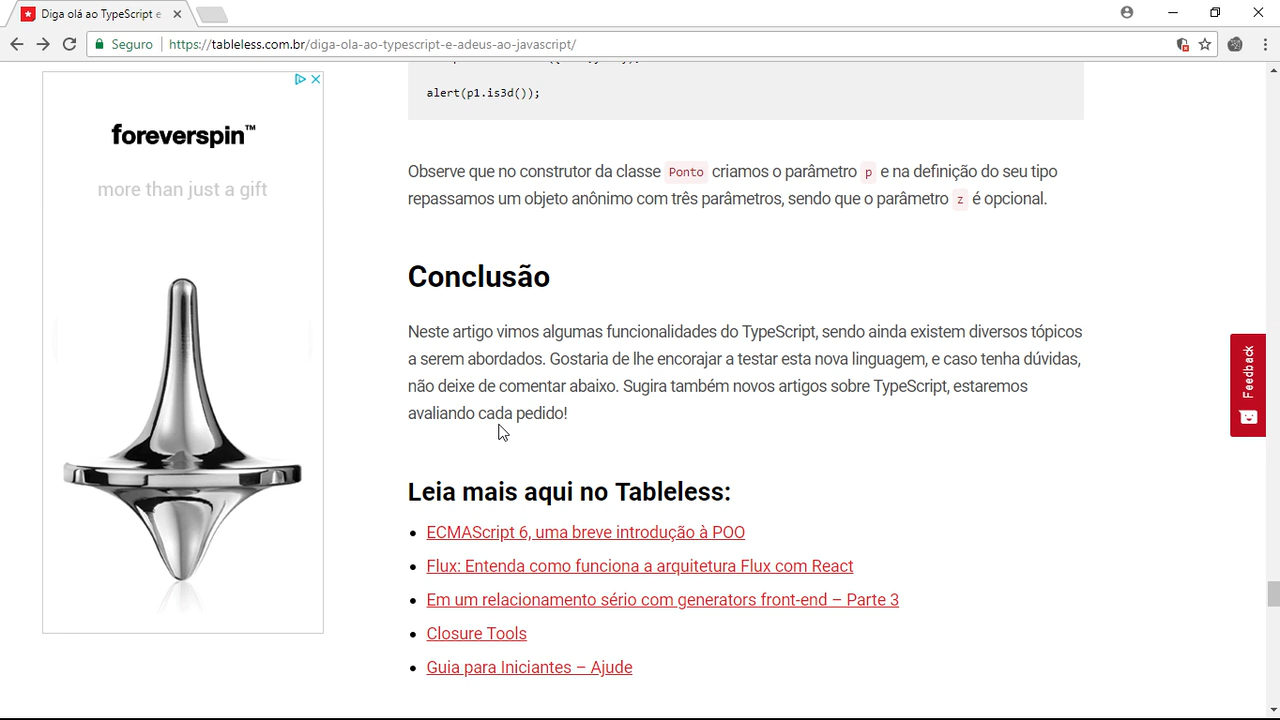 Diga olá ao TypeScript e
Seguro
https://tableless.com.br/diga-ola-ao-typescript-e-adeus-ao-javascript/
foreverspin™
more than just a gift
alert(p1.is3d());
Observe que no construtor da classe Ponto criamos o parâmetro p e na definição do seu tipo
repassamos um objeto anônimo com três parâmetros, sendo que o parâmetro z é opcional.
Conclusão
Neste artigo vimos algumas funcionalidades do TypeScript, sendo ainda existem diversos tópicos
a serem abordados. Gostaria de lhe encorajar a testar esta nova linguagem, e caso tenha dúvidas,
não deixe de comentar abaixo. Sugira também novos artigos sobre TypeScript, estaremos
avaliando cada pedido!
Feedback
Leia mais aqui no Tableless:
ECMAScript 6, uma breve introdução à POO
Flux: Entenda como funciona a arquitetura Flux com React
Em um relacionamento sério com generators front-end – Parte 3
Closure Tools
Guia para Iniciantes – Ajude